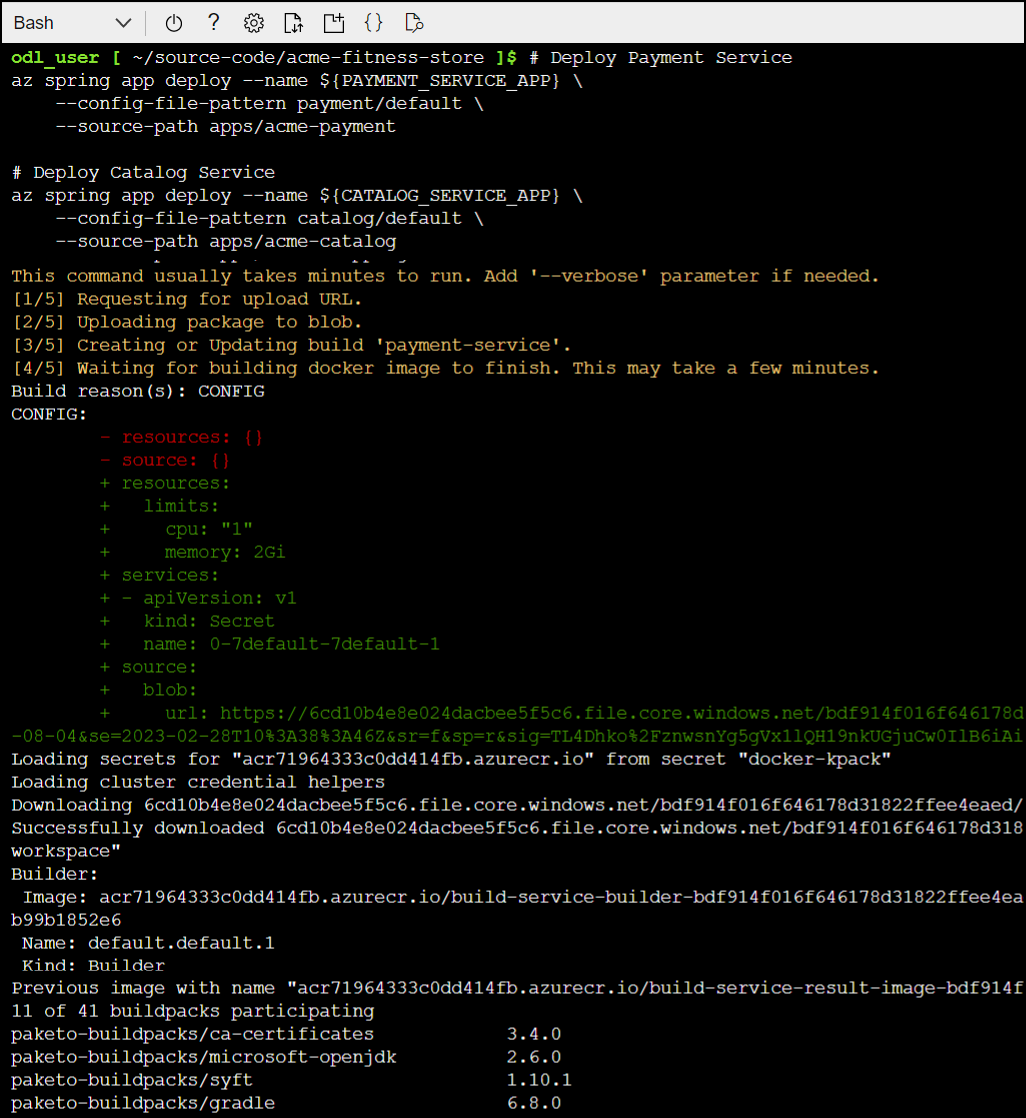 Bash
?
{ }
odl_user [ ~/source-code/acme-fitness-store ]$ # Deploy Payment Service
az spring app deploy --name ${PAYMENT_SERVICE_APP} \
    --config-file-pattern payment/default \
    --source-path apps/acme-payment
# Deploy Catalog Service
az spring app deploy --name ${CATALOG_SERVICE_APP} \
    --config-file-pattern catalog/default \
    --source-path apps/acme-catalog
This command usually takes minutes to run. Add '--verbose' parameter if needed.
[1/5] Requesting for upload URL.
[2/5] Uploading package to blob.
[3/5] Creating or Updating build 'payment-service'.
[4/5] Waiting for building docker image to finish. This may take a few minutes.
Build reason(s): CONFIG
CONFIG:
        - resources: {}
        - source: {}
        + resources:
        +   limits:
        +     cpu: "1"
        +     memory: 2Gi
        + services:
        + - apiVersion: v1
        +   kind: Secret
        +   name: 0-7default-7default-1
        + source:
        +   blob:
        +     url: https://6cd10b4e8e024dacbee5f5c6.file.core.windows.net/bdf914f016f646178d
-08-04&se=2023-02-28T10%3A38%3A46Z&sr=f&sp=r&sig=TL4Dhko%2FznwsnYg5gVx1lQH19nkUGjuCw0IlB6iAi
Loading secrets for "acr71964333c0dd414fb.azurecr.io" from secret "docker-kpack"
Loading cluster credential helpers
Downloading 6cd10b4e8e024dacbee5f5c6.file.core.windows.net/bdf914f016f646178d31822ffee4eaed/
Successfully downloaded 6cd10b4e8e024dacbee5f5c6.file.core.windows.net/bdf914f016f646178d318
workspace"
Builder:
 Image: acr71964333c0dd414fb.azurecr.io/build-service-builder-bdf914f016f646178d31822ffee4ea
b99b1852e6
 Name: default.default.1
 Kind: Builder
Previous image with name "acr71964333c0dd414fb.azurecr.io/build-service-result-image-bdf914f
11 of 41 buildpacks participating
paketo-buildpacks/ca-certificates            3.4.0
paketo-buildpacks/microsoft-openjdk          2.6.0
paketo-buildpacks/syft                       1.10.1
paketo-buildpacks/gradle                     6.8.0